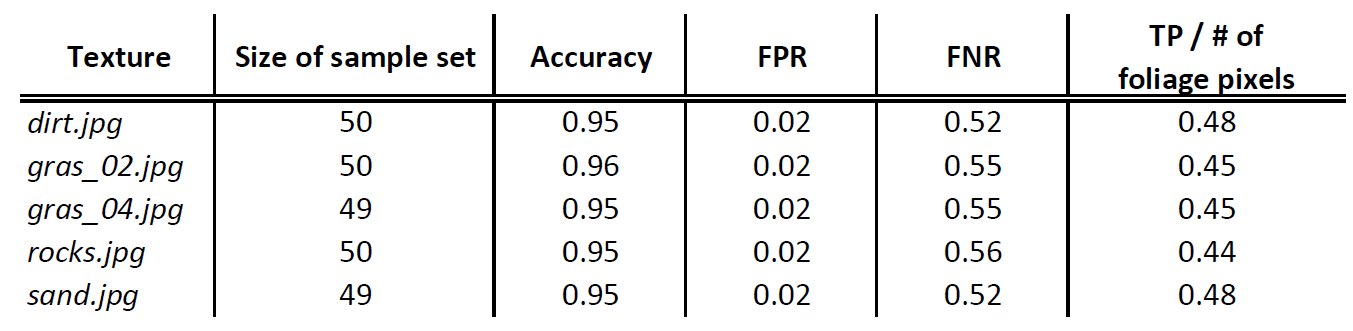 Texture Size of sample set Accuracy FPR FNR TP / # of foliage pixels
dirt.jpg 50 0.95 0.02 0.52 0.48
gras_02.jpg 50 0.96 0.02 0.55 0.45
gras_04.jpg 49 0.95 0.02 0.55 0.45
rocks.jpg 50 0.95 0.02 0.56 0.44
sand.jpg 49 0.95 0.02 0.52 0.48